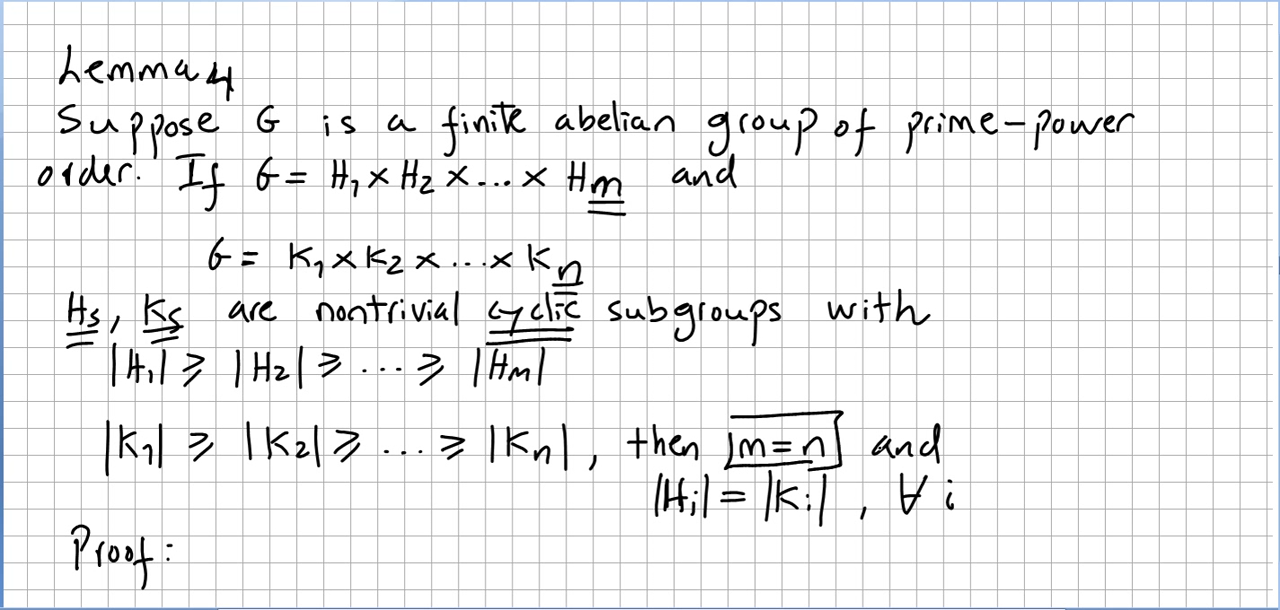 Lemma 4
Suppose G is a finite abelian group of prime-power
order. If G = H₁ × H₂ × ... × Hm and
G = K₁ × K₂ × ... × Kn
Hs, Ks are nontrivial cyclic subgroups with
|H₁| ⩾ |H₂| ⩾ ... ⩾ |Hm|
|K₁| ⩾ |K₂| ⩾ ... ⩾ |Kn|, then m=n and
|Hi| = |Ki|, ∀ i
Proof: